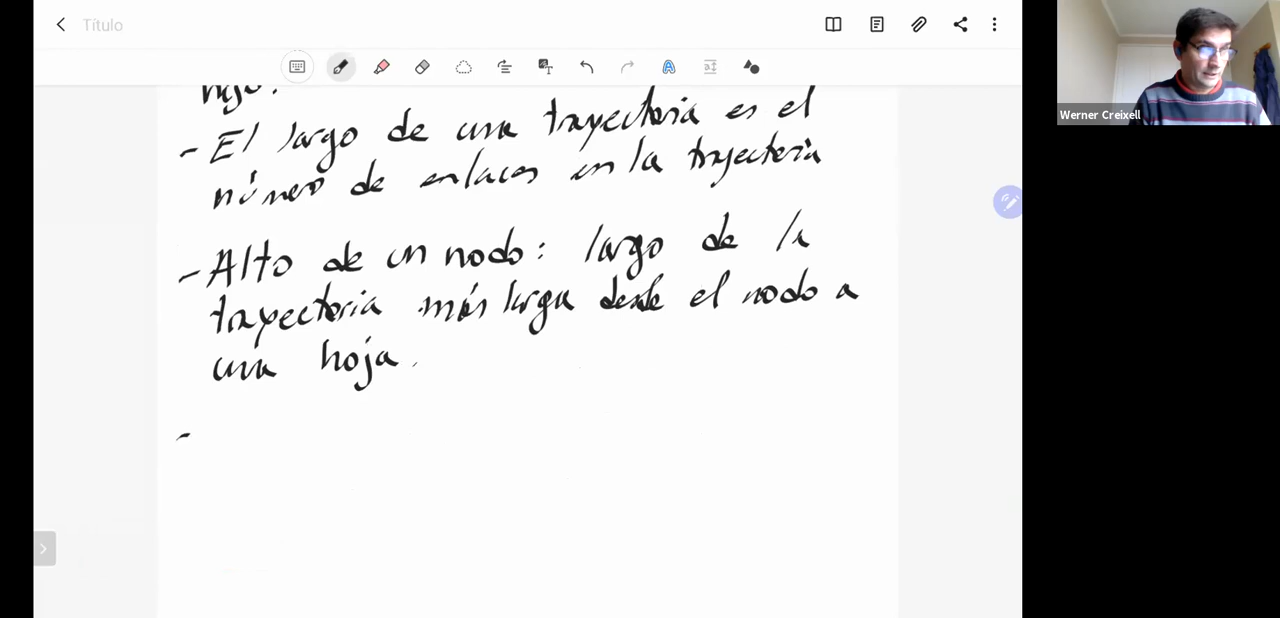 Título
hijo.
- El largo de una trayectoria es el
número de enlaces en la trayectoria
- Alto de un nodo: largo de la
trayectoria más larga desde el nodo a
una hoja.
-
Werner Creixell